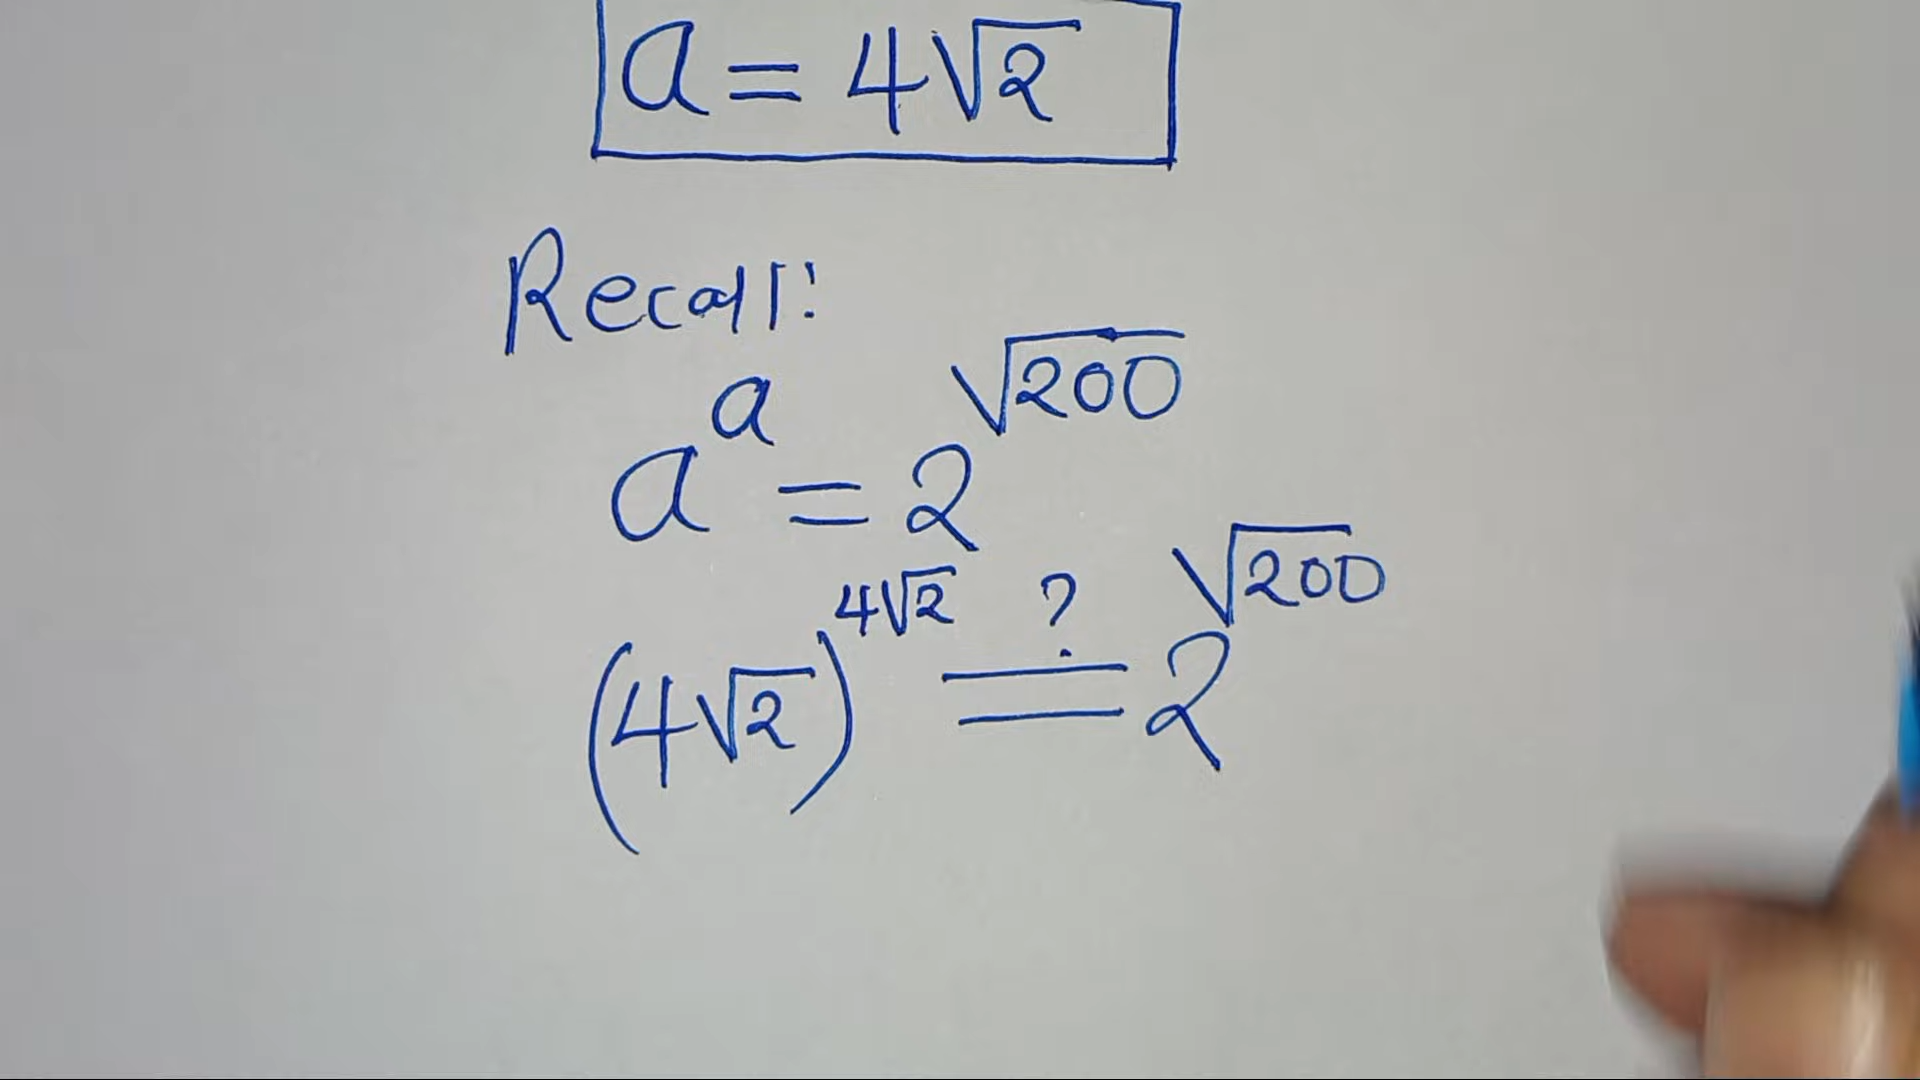 a = 4√2
Recall:
a^a = 2^√200
(4√2)^4√2 ?= 2^√200